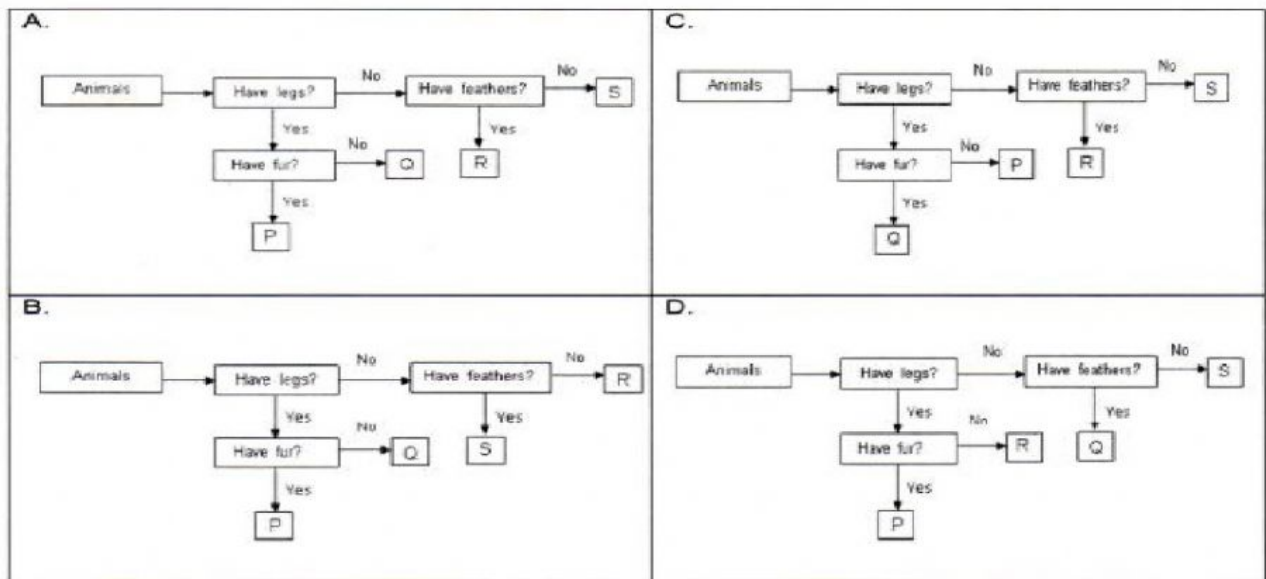 A.
Animals
Have legs?
No
Have feathers?
No
S
Yes
Yes
Have fur?
No
Q
R
Yes
P
C.
Animals
Have legs?
No
Have feathers?
No
S
Yes
Yes
Have fur?
No
P
R
Yes
Q
B.
Animals
Have legs?
No
Have feathers?
No
R
Yes
Yes
Have fur?
No
Q
S
Yes
P
D.
Animals
Have legs?
No
Have feathers?
No
S
Yes
Yes
Have fur?
No
R
Q
Yes
P